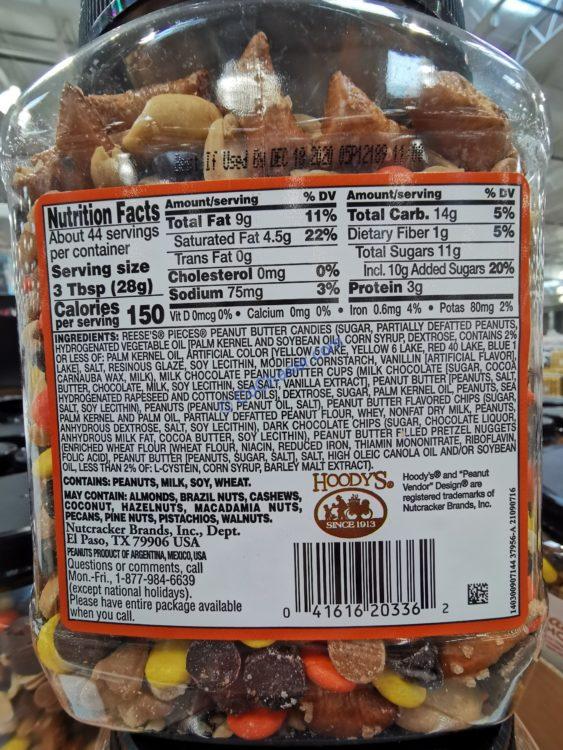 Best If Used By DEC 18 2020 05P12189 11:06
Nutrition Facts
About 44 servings
per container
Serving size
3 Tbsp (28g)
Calories
per serving 150
Amount/serving % DV
Total Fat 9g 11%
Saturated Fat 4.5g 22%
Trans Fat 0g
Cholesterol 0mg 0%
Sodium 75mg 3%
Amount/serving % DV
Total Carb. 14g 5%
Dietary Fiber 1g 5%
Total Sugars 11g
Incl. 10g Added Sugars 20%
Protein 3g
Vit D 0mcg 0% • Calcium 0mg 0% • Iron 0.6mg 4% • Potas 80mg 2%
INGREDIENTS: REESE'S® PIECES® PEANUT BUTTER CANDIES (SUGAR, PARTIALLY DEFATTED PEANUTS,
HYDROGENATED VEGETABLE OIL [PALM KERNEL AND SOYBEAN OIL], CORN SYRUP, DEXTROSE, CONTAINS 2%
OR LESS OF: PALM KERNEL OIL, ARTIFICIAL COLOR [YELLOW 5 LAKE, YELLOW 6 LAKE, RED 40 LAKE, BLUE 1
LAKE], SALT, RESINOUS GLAZE, SOY LECITHIN, MODIFIED CORNSTARCH, VANILLIN [ARTIFICIAL FLAVOR],
CARNAUBA WAX, MILK), MILK CHOCOLATE PEANUT BUTTER CUPS (MILK CHOCOLATE [SUGAR, COCOA
BUTTER, CHOCOLATE, MILK, SOY LECITHIN, SEA SALT, VANILLA EXTRACT], PEANUT BUTTER [PEANUTS, SALT,
HYDROGENATED RAPESEED AND COTTONSEED OILS], DEXTROSE, SUGAR, PALM KERNEL OIL, PEANUTS, SEA
SALT, SOY LECITHIN), PEANUTS (PEANUTS, PEANUT OIL, SALT), PEANUT BUTTER FLAVORED CHIPS (SUGAR,
PALM KERNEL AND PALM OIL, PARTIALLY DEFATTED PEANUT FLOUR, WHEY, NONFAT DRY MILK, PEANUTS,
ANHYDROUS DEXTROSE, SALT, SOY LECITHIN), DARK CHOCOLATE CHIPS (SUGAR, CHOCOLATE LIQUOR,
ANHYDROUS MILK FAT, COCOA BUTTER, SOY LECITHIN), PEANUT BUTTER FILLED PRETZEL NUGGETS
ENRICHED WHEAT FLOUR (WHEAT FLOUR, NIACIN, REDUCED IRON, THIAMIN MONONITRATE, RIBOFLAVIN,
FOLIC ACID), PEANUT BUTTER [PEANUTS, SUGAR, SALT], SALT, HIGH OLEIC CANOLA OIL AND/OR SOYBEAN
OIL, LESS THAN 2% OF: L-CYSTEIN, CORN SYRUP, BARLEY MALT EXTRACT).
CONTAINS: PEANUTS, MILK, SOY, WHEAT.
MAY CONTAIN: ALMONDS, BRAZIL NUTS, CASHEWS,
COCONUT, HAZELNUTS, MACADAMIA NUTS,
PECANS, PINE NUTS, PISTACHIOS, WALNUTS.
Nutcracker Brands, Inc., Dept.
El Paso, TX 79906 USA
PEANUTS PRODUCT OF ARGENTINA, MEXICO, USA
Questions or comments, call
Mon.-Fri., 1-877-984-6639
(except national holidays).
Please have entire package available
when you call.
HOODY'S®
SINCE 1913
Hoody's® and "Peanut
Vendor" Design® are
registered trademarks of
Nutcracker Brands, Inc.
0 41616 20336 2
140300907144 37956-A 21090716